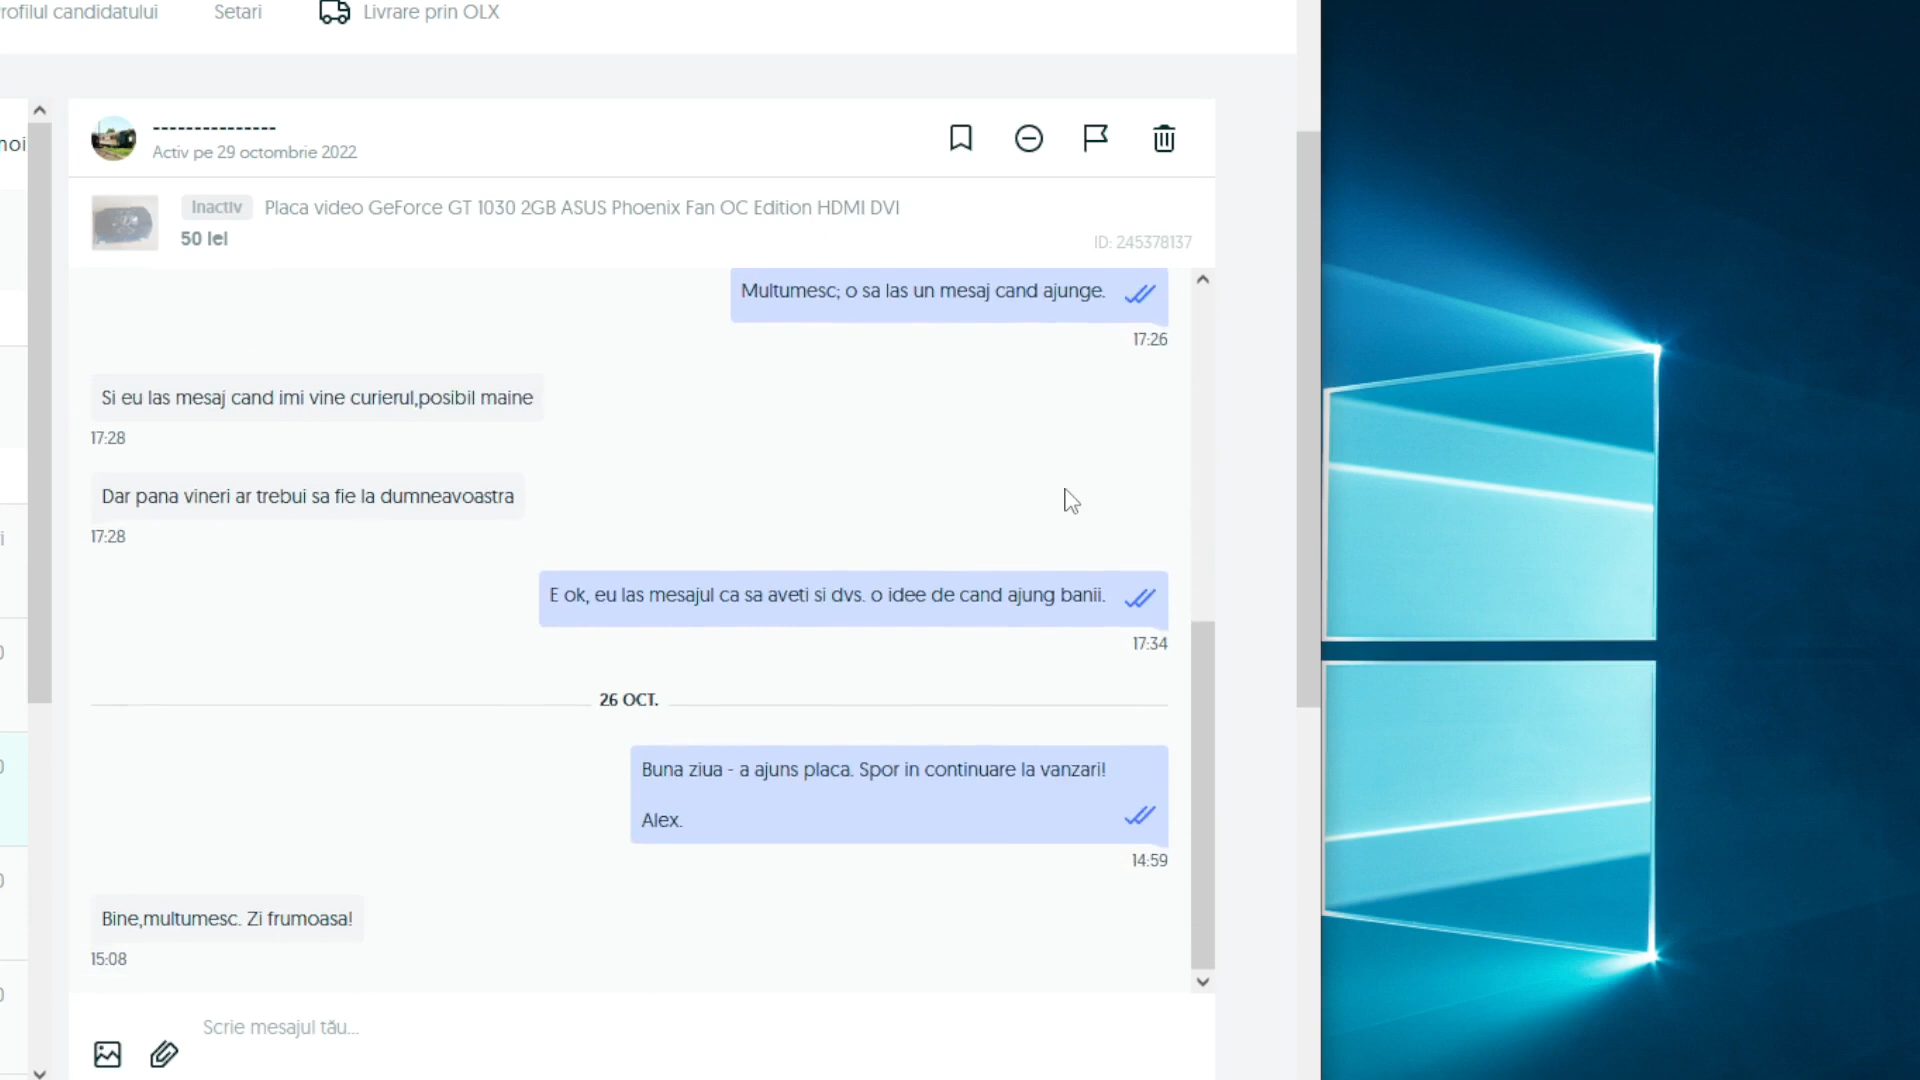 rofilul candidatului Setari Livrare prin OLX
noi
---------------
Activ pe 29 octombrie 2022
Inactiv Placa video GeForce GT 1030 2GB ASUS Phoenix Fan OC Edition HDMI DVI
50 lei
ID: 245378137
Multumesc; o sa las un mesaj cand ajunge.
17:26
Si eu las mesaj cand imi vine curierul,posibil maine
17:28
Dar pana vineri ar trebui sa fie la dumneavoastra
17:28
E ok, eu las mesajul ca sa aveti si dvs. o idee de cand ajung banii.
17:34
26 OCT.
Buna ziua - a ajuns placa. Spor in continuare la vanzari!
Alex.
14:59
Bine,multumesc. Zi frumoasa!
15:08
Scrie mesajul tău...